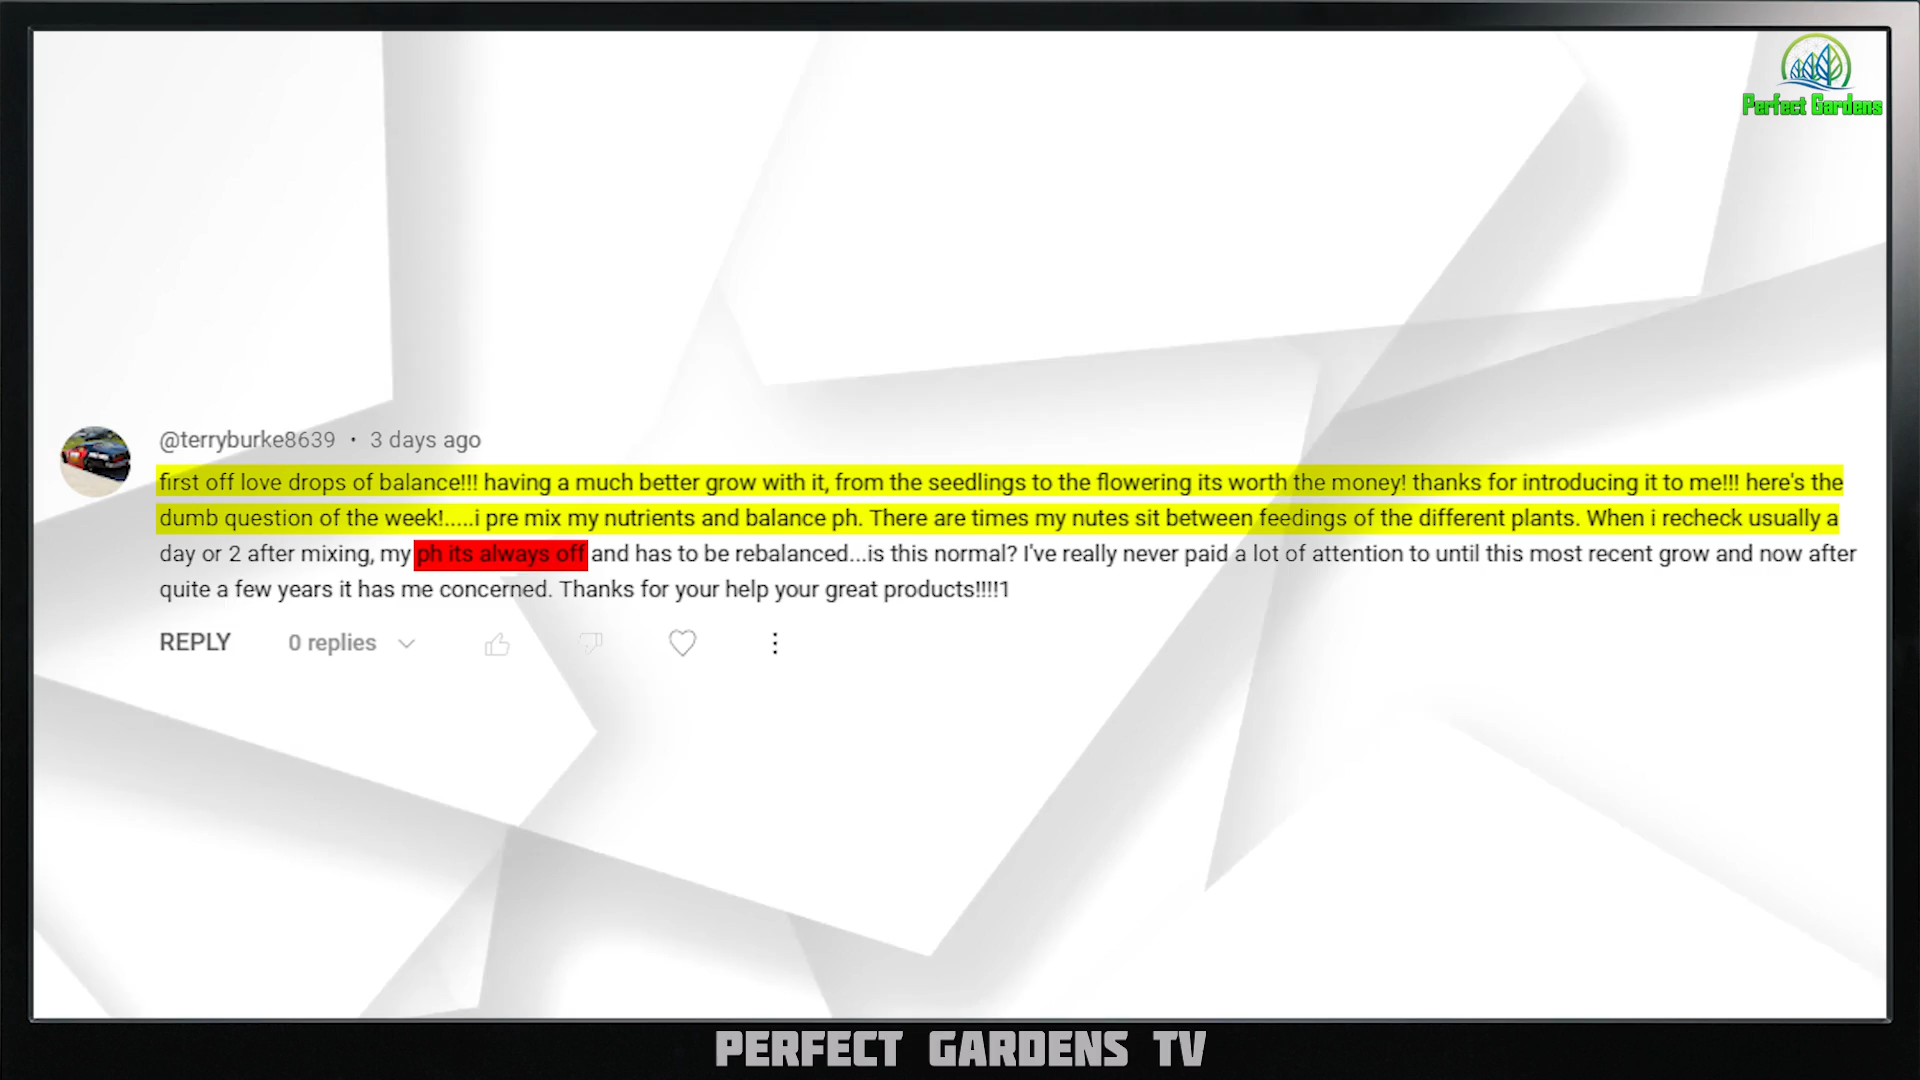 Perfect Gardens
@terryburke8639 • 3 days ago
first off love drops of balance!!! having a much better grow with it, from the seedlings to the flowering its worth the money! thanks for introducing it to me!!! here's the
dumb question of the week!.....i pre mix my nutrients and balance ph. There are times my nutes sit between feedings of the different plants. When i recheck usually a
day or 2 after mixing, my ph its always off and has to be rebalanced...is this normal? I've really never paid a lot of attention to until this most recent grow and now after
quite a few years it has me concerned. Thanks for your help your great products!!!!1
REPLY 0 replies
PERFECT GARDENS TV